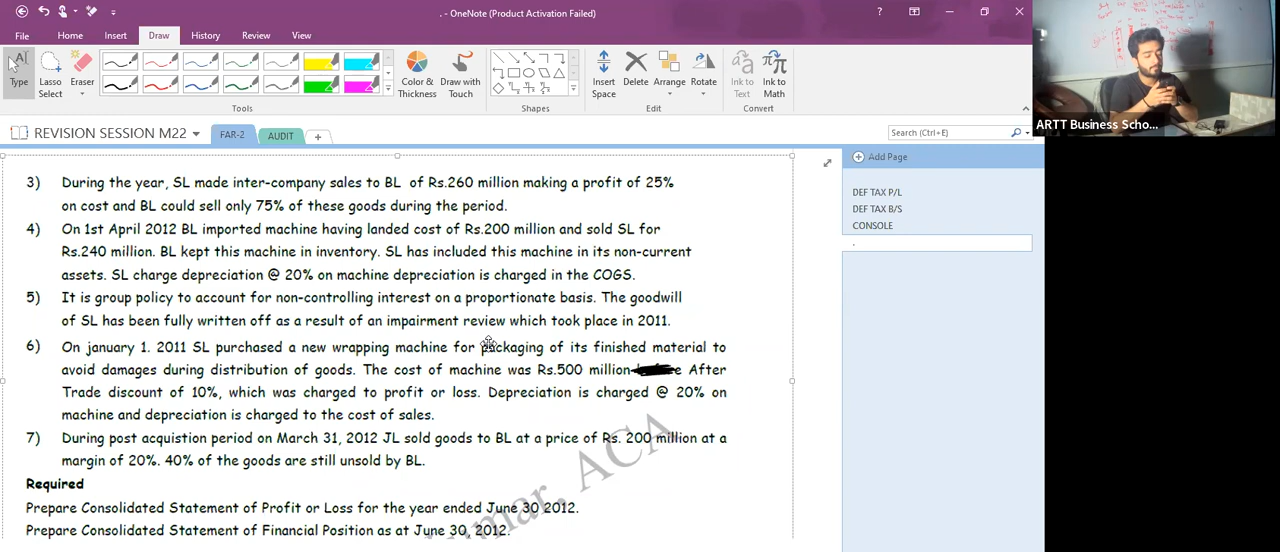 . - OneNote (Product Activation Failed)
?
File Home Insert Draw History Review View
Type
Lasso Select
Eraser
Color & Thickness
Draw with Touch
Insert Space
Delete
Arrange
Rotate
Ink to Text
Ink to Math
Tools
Shapes
Edit
Convert
ARTT Business Scho...
REVISION SESSION M22
FAR-2
AUDIT
Search (Ctrl+E)
Add Page
DEF TAX P/L
DEF TAX B/S
CONSOLE
.
3) During the year, SL made inter-company sales to BL of Rs.260 million making a profit of 25%
on cost and BL could sell only 75% of these goods during the period.
4) On 1st April 2012 BL imported machine having landed cost of Rs.200 million and sold SL for
Rs.240 million. BL kept this machine in inventory. SL has included this machine in its non-current
assets. SL charge depreciation @ 20% on machine depreciation is charged in the COGS.
5) It is group policy to account for non-controlling interest on a proportionate basis. The goodwill
of SL has been fully written off as a result of an impairment review which took place in 2011.
6) On january 1. 2011 SL purchased a new wrapping machine for packaging of its finished material to
avoid damages during distribution of goods. The cost of machine was Rs.500 million After
Trade discount of 10%, which was charged to profit or loss. Depreciation is charged @ 20% on
machine and depreciation is charged to the cost of sales.
7) During post acquistion period on March 31, 2012 JL sold goods to BL at a price of Rs. 200 million at a
margin of 20%. 40% of the goods are still unsold by BL.
Required
Prepare Consolidated Statement of Profit or Loss for the year ended June 30 2012.
Prepare Consolidated Statement of Financial Position as at June 30, 2012.
umar, ACA